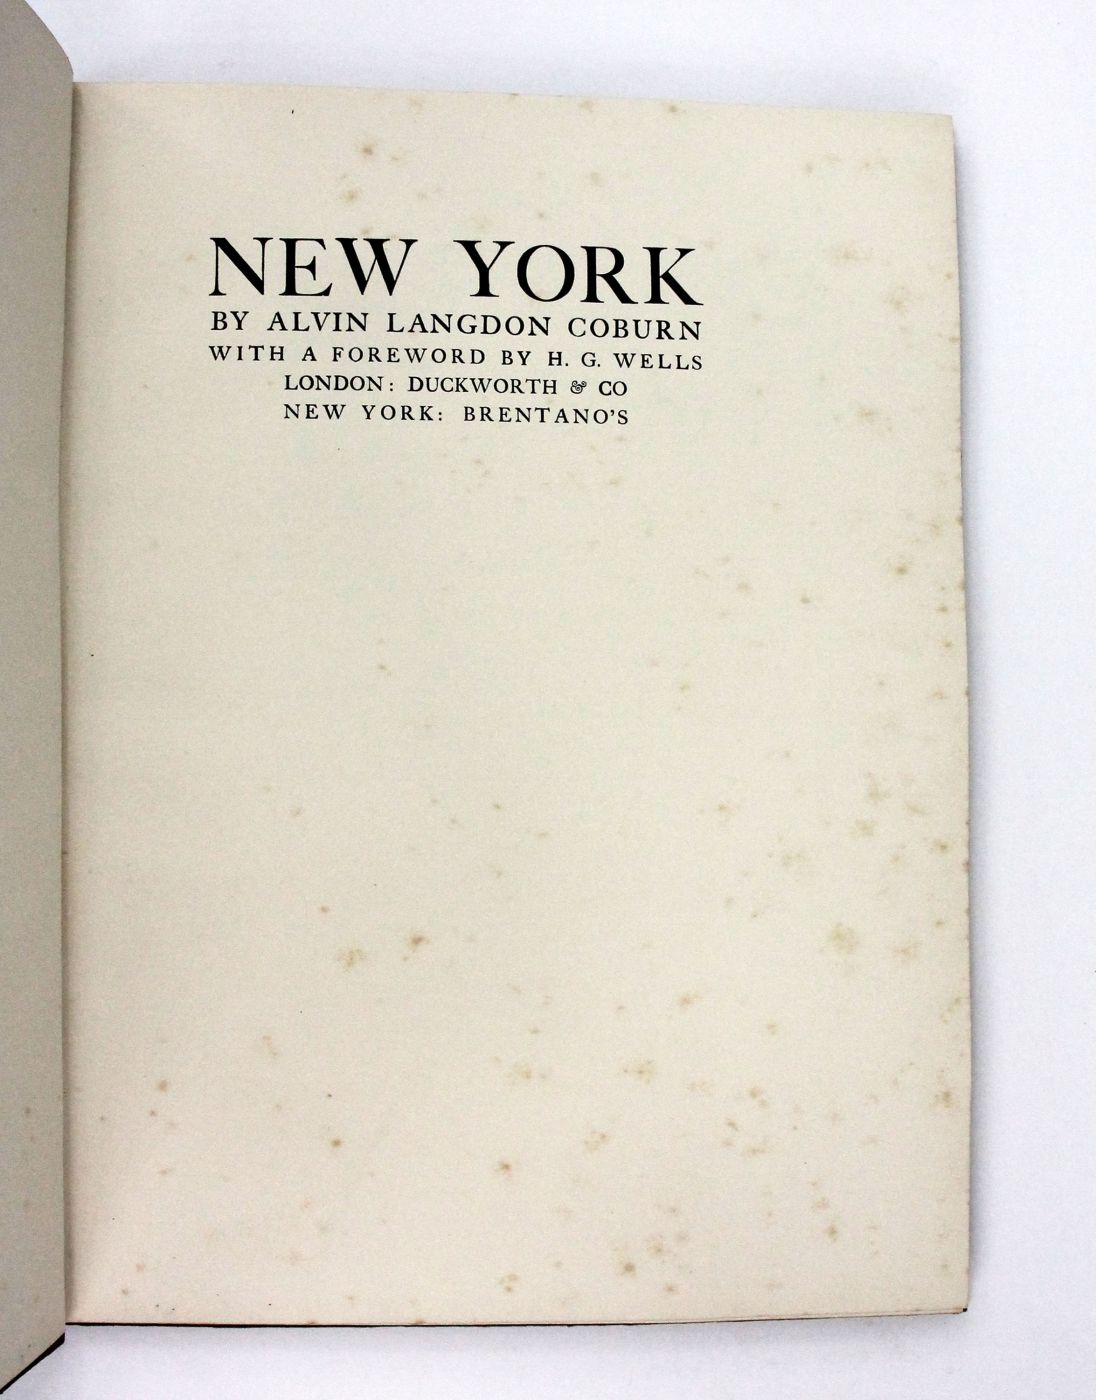 NEW YORK
BY ALVIN LANGDON COBURN
WITH A FOREWORD BY H. G. WELLS
LONDON: DUCKWORTH & CO
NEW YORK: BRENTANO'S